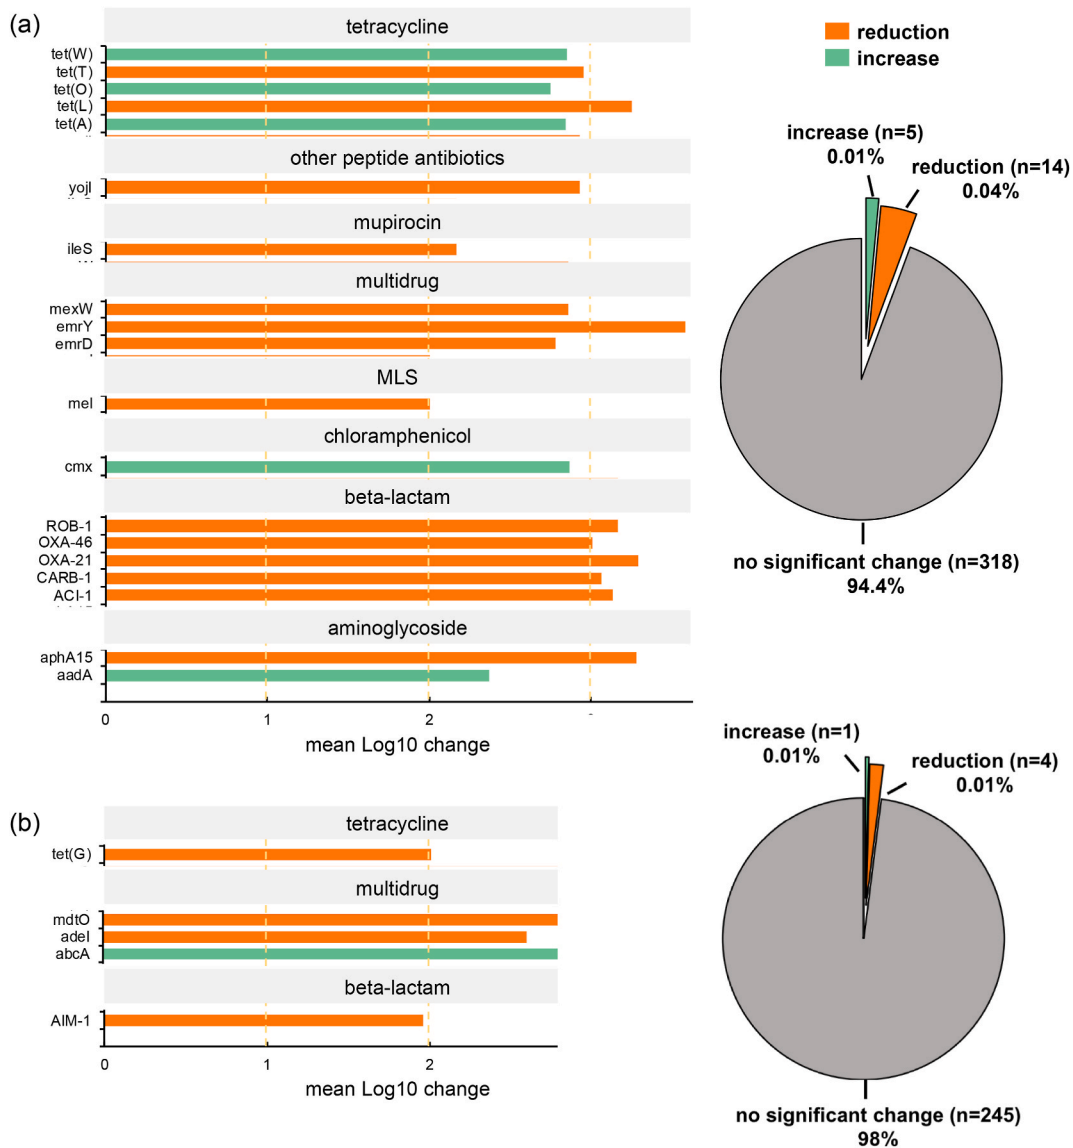 (a)
tetracycline
tet(W)
tet(T)
tet(O)
tet(L)
tet(A)
other peptide antibiotics
yojI
mupirocin
ileS
multidrug
mexW
emrY
emrD
MLS
mel
chloramphenicol
cmx
beta-lactam
ROB-1
OXA-46
OXA-21
CARB-1
ACI-1
aminoglycoside
aphA15
aadA
0 1 2
mean Log10 change
reduction
increase
increase (n=5)
0.01%
reduction (n=14)
0.04%
no significant change (n=318)
94.4%
(b)
tetracycline
tet(G)
multidrug
mdtO
adeI
abcA
beta-lactam
AIM-1
0 1 2
mean Log10 change
increase (n=1)
0.01%
reduction (n=4)
0.01%
no significant change (n=245)
98%